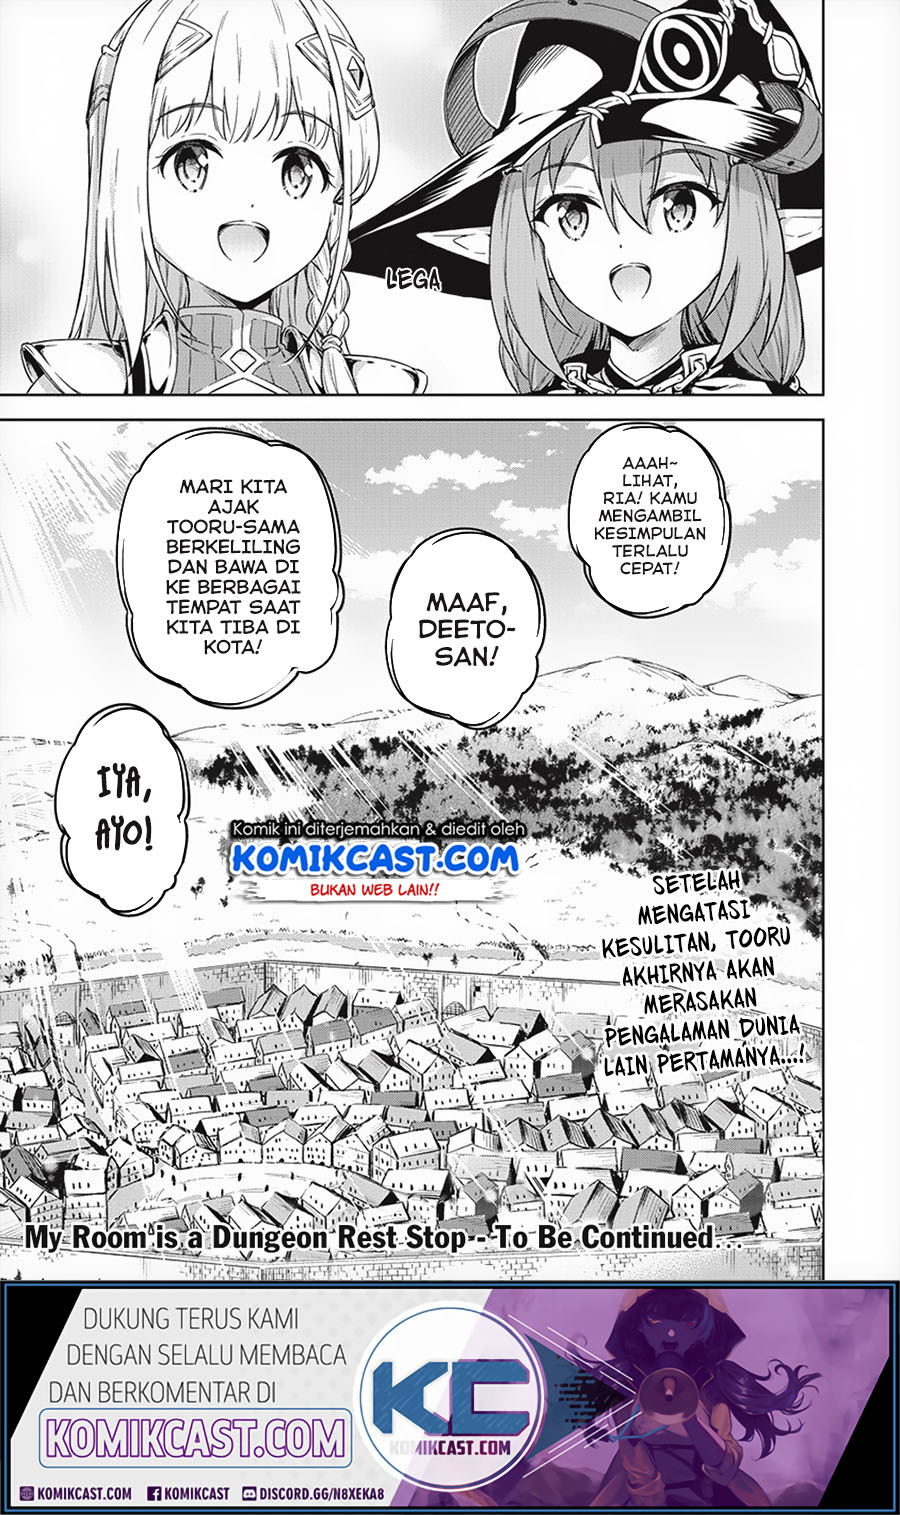 LEGA
AAAH~
LIHAT,
RIA! KAMU
MENGAMBIL
KESIMPULAN
TERLALU
CEPAT!
MAAF,
DEETO-
SAN!
MARI KITA
AJAK
TOORU-SAMA
BERKELILING
DAN BAWA DI
KE BERBAGAI
TEMPAT SAAT
KITA TIBA DI
KOTA!
IYA,
AYO!
Komik ini diterjemahkan & diedit oleh
KOMIKCAST.COM
BUKAN WEB LAIN!!
SETELAH
MENGATASI
KESULITAN, TOORU
AKHIRNYA AKAN
MERASAKAN
PENGALAMAN DUNIA
LAIN PERTAMANYA...!
My Room is a Dungeon Rest Stop -- To Be Continued...
DUKUNG TERUS KAMI
DENGAN SELALU MEMBACA
DAN BERKOMENTAR DI
KOMIKCAST.COM
KC
KOMIKCAST.COM
KOMIKCAST.COM KOMIKCAST DISCORD.GG/N8XEKA8